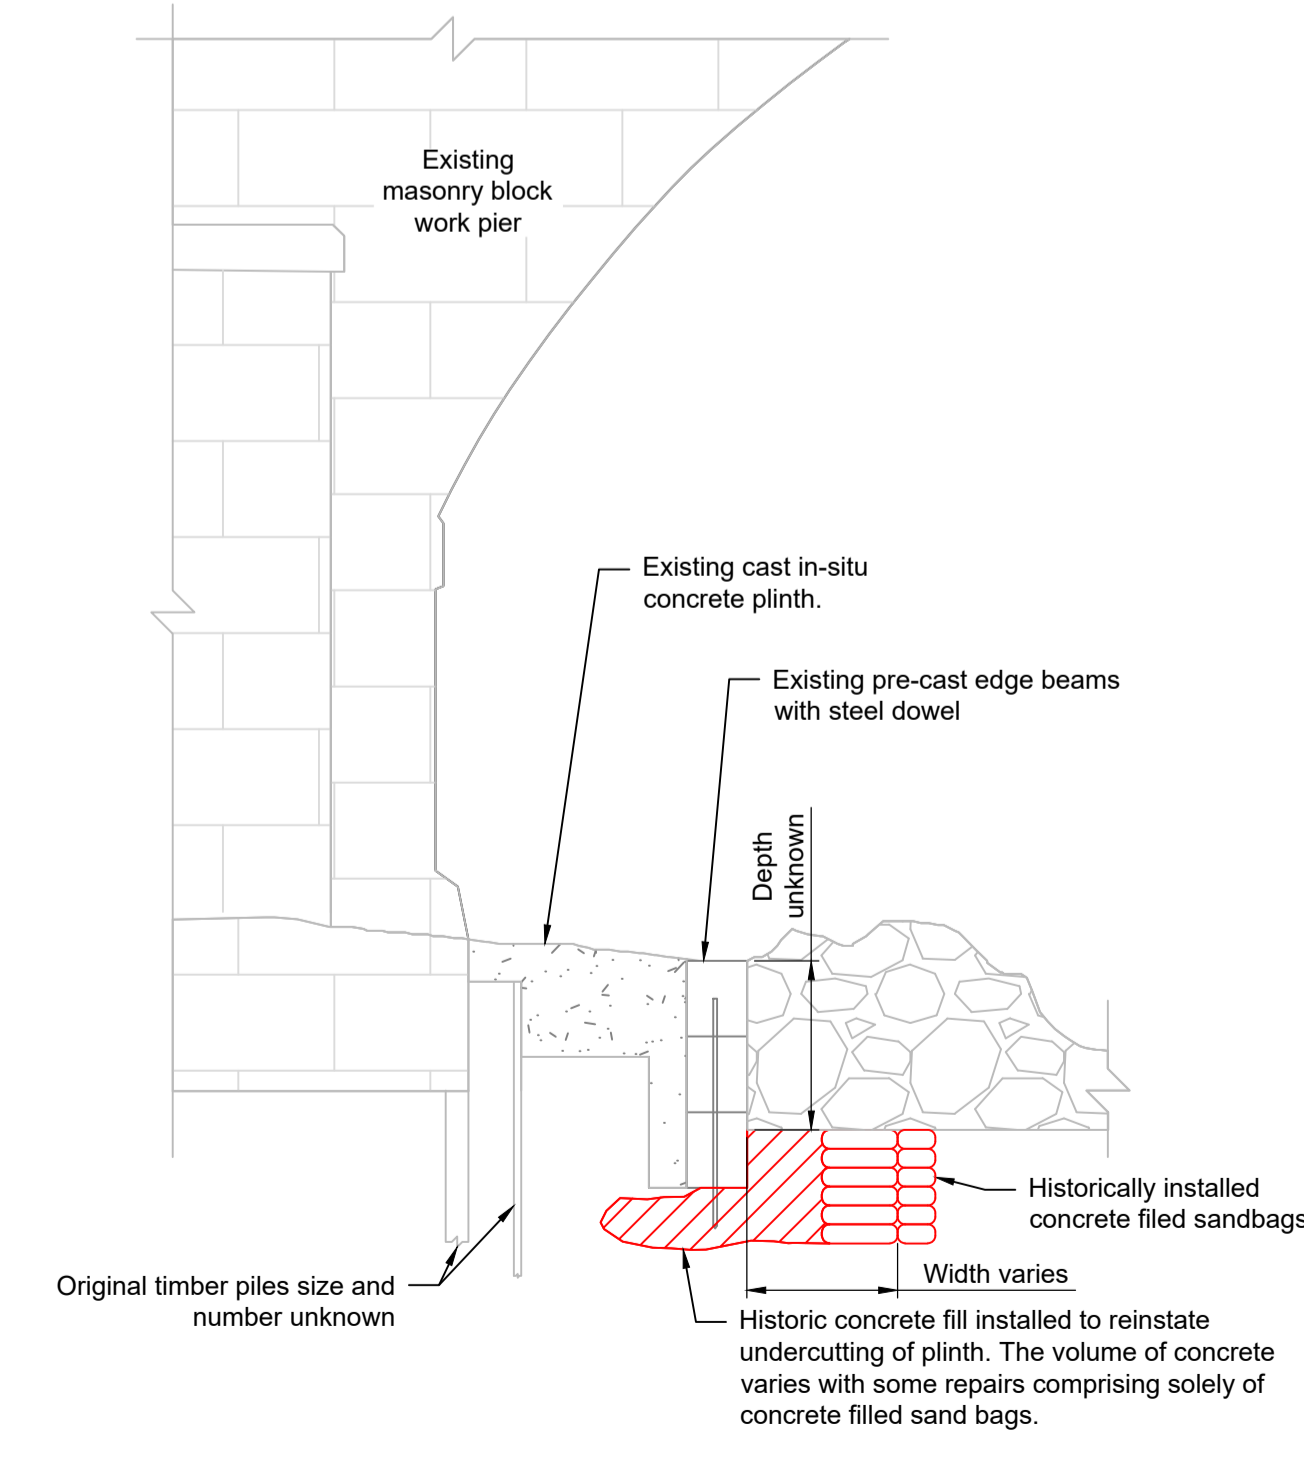 Existing
masonry block
work pier
Existing cast in-situ
concrete plinth.
Existing pre-cast edge beams
with steel dowel
Depth
unknown
Historically installed
concrete filed sandbags
Width varies
Original timber piles size and
number unknown
Historic concrete fill installed to reinstate
undercutting of plinth. The volume of concrete
varies with some repairs comprising solely of
concrete filled sand bags.